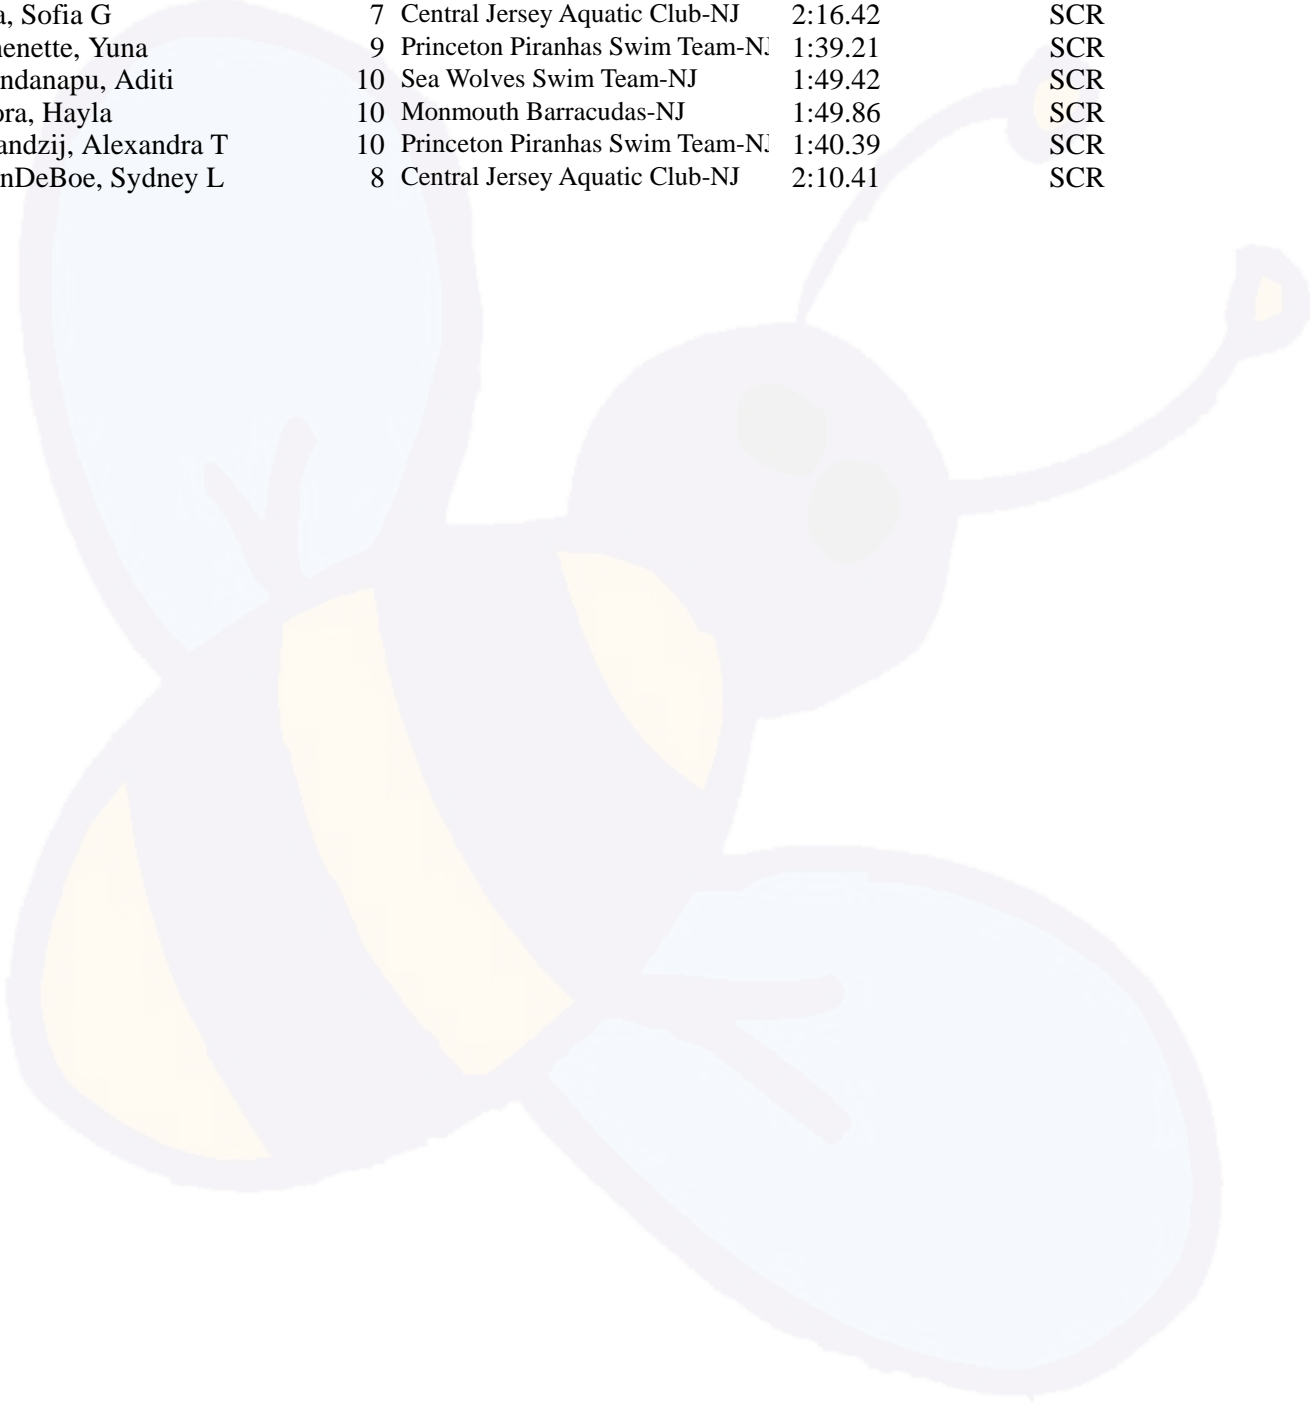 a, Sofia G 7 Central Jersey Aquatic Club-NJ 2:16.42 SCR
enette, Yuna 9 Princeton Piranhas Swim Team-NJ 1:39.21 SCR
ndanapu, Aditi 10 Sea Wolves Swim Team-NJ 1:49.42 SCR
ora, Hayla 10 Monmouth Barracudas-NJ 1:49.86 SCR
andzij, Alexandra T 10 Princeton Piranhas Swim Team-NJ 1:40.39 SCR
nDeBoe, Sydney L 8 Central Jersey Aquatic Club-NJ 2:10.41 SCR